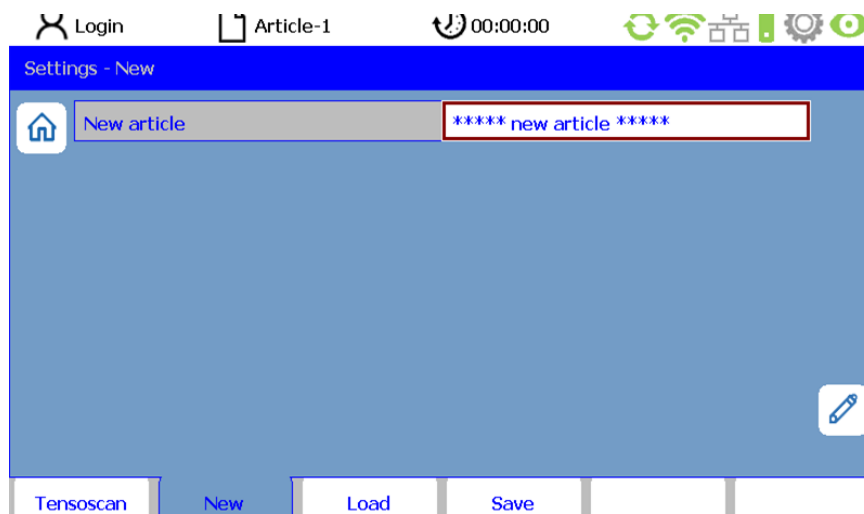 Login Article-1 00:00:00
Settings - New
New article ***** new article *****
Tensoscan New Load Save